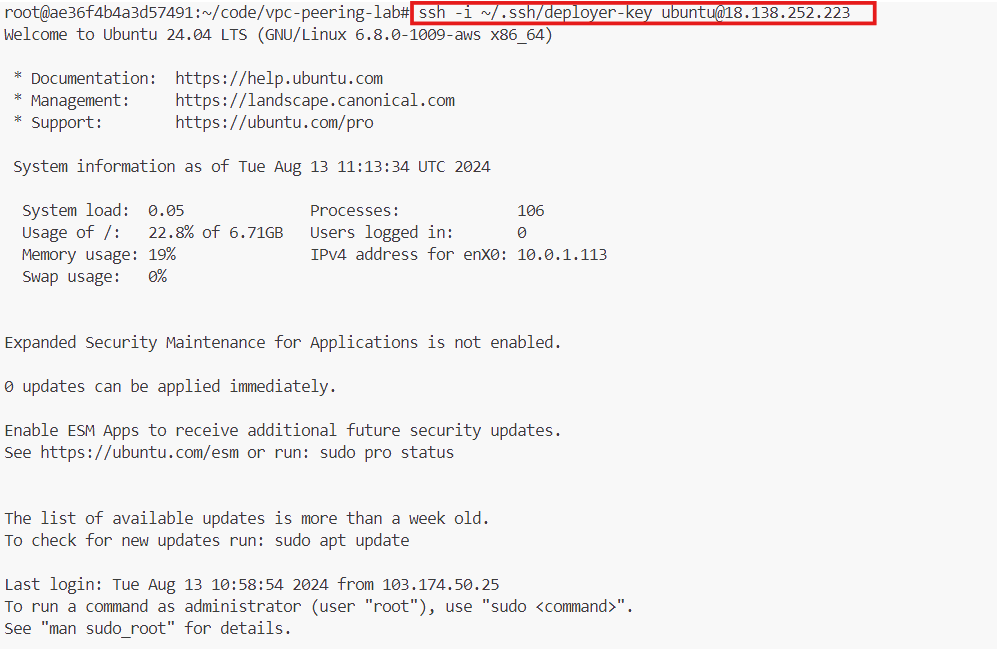 root@ae36f4b4a3d57491:~/code/vpc-peering-lab# ssh -i ~/.ssh/deployer-key ubuntu@18.138.252.223
Welcome to Ubuntu 24.04 LTS (GNU/Linux 6.8.0-1009-aws x86_64)
* Documentation:  https://help.ubuntu.com
* Management:     https://landscape.canonical.com
* Support:        https://ubuntu.com/pro
System information as of Tue Aug 13 11:13:34 UTC 2024
System load:  0.05              Processes:             106
Usage of /:   22.8% of 6.71GB   Users logged in:       0
Memory usage: 19%               IPv4 address for enX0: 10.0.1.113
Swap usage:   0%
Expanded Security Maintenance for Applications is not enabled.
0 updates can be applied immediately.
Enable ESM Apps to receive additional future security updates.
See https://ubuntu.com/esm or run: sudo pro status
The list of available updates is more than a week old.
To check for new updates run: sudo apt update
Last login: Tue Aug 13 10:58:54 2024 from 103.174.50.25
To run a command as administrator (user "root"), use "sudo <command>".
See "man sudo_root" for details.